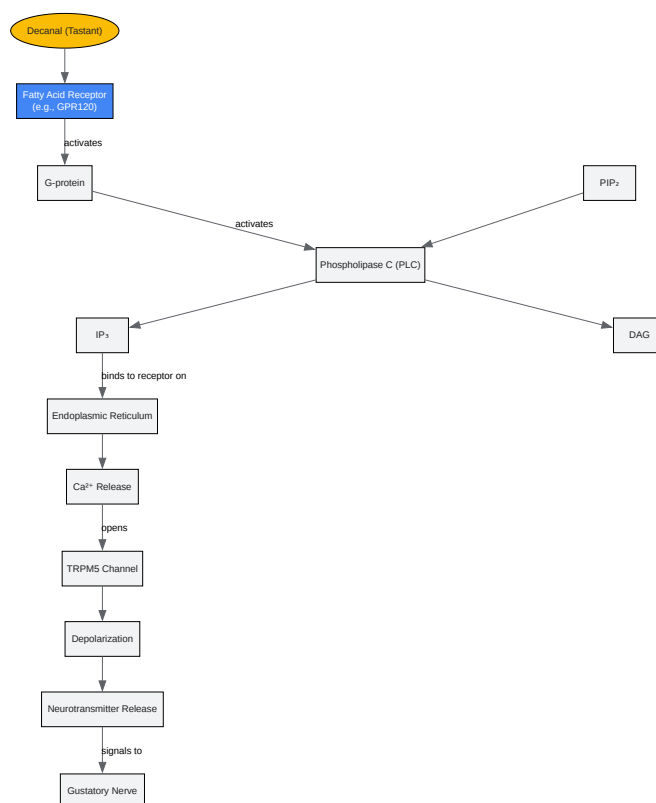 Decanal (Tastant)
Fatty Acid Receptor
(e.g., GPR120)
activates
G-protein
PIP₂
activates
Phospholipase C (PLC)
IP₃
DAG
binds to receptor on
Endoplasmic Reticulum
Ca²⁺ Release
opens
TRPM5 Channel
Depolarization
Neurotransmitter Release
signals to
Gustatory Nerve